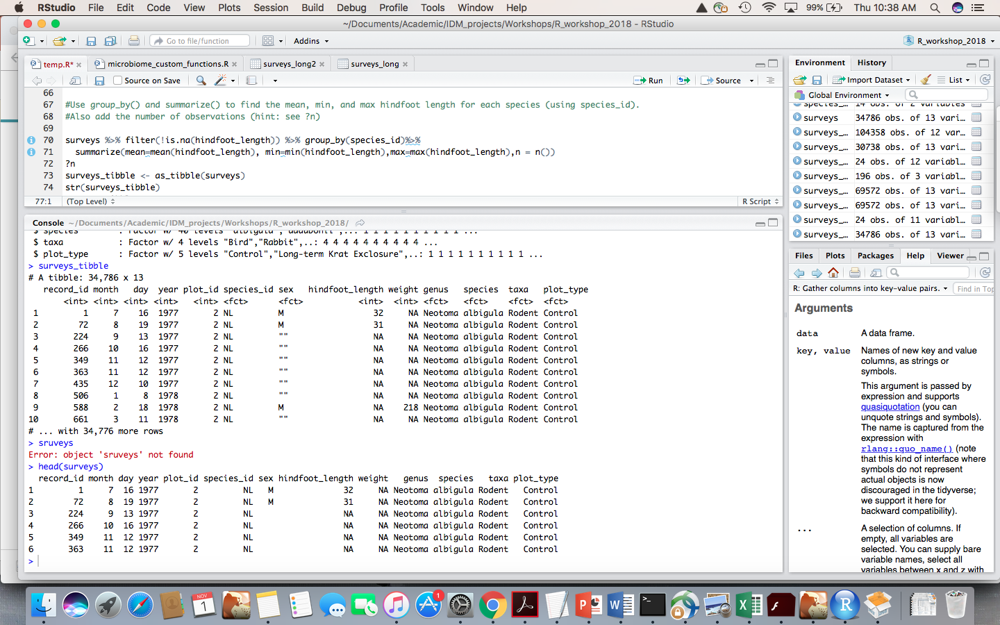 RStudio File Edit Code View Plots Session Build Debug Profile Tools Window Help 99% Thu 10:38 AM
~/Documents/Academic/IDM_projects/Workshops/R_workshop_2018 - RStudio
Go to file/function Addins R_workshop_2018
temp.R* microbiome_custom_functions.R surveys_long2 surveys_long
Source on Save Run Source
66
67 #Use group_by() and summarize() to find the mean, min, and max hindfoot length for each species (using species_id).
68 #Also add the number of observations (hint: see ?n)
69
70 surveys %>% filter(!is.na(hindfoot_length)) %>% group_by(species_id)%>%
71 summarize(mean=mean(hindfoot_length), min=min(hindfoot_length),max=max(hindfoot_length),n = n())
72 ?n
73 surveys_tibble <- as_tibble(surveys)
74 str(surveys_tibble)
77:1 (Top Level) R Script
Console ~/Documents/Academic/IDM_projects/Workshops/R_workshop_2018/
$ species : Factor w/ 40 levels "albigula","audubonii",..: 1 1 1 1 1 1 1 1 1 1 ...
$ taxa : Factor w/ 4 levels "Bird","Rabbit",..: 4 4 4 4 4 4 4 4 4 4 ...
$ plot_type : Factor w/ 5 levels "Control","Long-term Krat Exclosure",..: 1 1 1 1 1 1 1 1 1 1 ...
> surveys_tibble
# A tibble: 34,786 x 13
record_id month day year plot_id species_id sex hindfoot_length weight genus species taxa plot_type
<int> <int> <int> <int> <int> <fct> <fct> <int> <int> <fct> <fct> <fct> <fct>
1 1 7 16 1977 2 NL M 32 NA Neotoma albigula Rodent Control
2 72 8 19 1977 2 NL M 31 NA Neotoma albigula Rodent Control
3 224 9 13 1977 2 NL "" NA NA Neotoma albigula Rodent Control
4 266 10 16 1977 2 NL "" NA NA Neotoma albigula Rodent Control
5 349 11 12 1977 2 NL "" NA NA Neotoma albigula Rodent Control
6 363 11 12 1977 2 NL "" NA NA Neotoma albigula Rodent Control
7 435 12 10 1977 2 NL "" NA NA Neotoma albigula Rodent Control
8 506 1 8 1978 2 NL "" NA NA Neotoma albigula Rodent Control
9 588 2 18 1978 2 NL M NA 218 Neotoma albigula Rodent Control
10 661 3 11 1978 2 NL "" NA NA Neotoma albigula Rodent Control
# ... with 34,776 more rows
> sruveys
Error: object 'sruveys' not found
> head(surveys)
record_id month day year plot_id species_id sex hindfoot_length weight genus species taxa plot_type
1 1 7 16 1977 2 NL M 32 NA Neotoma albigula Rodent Control
2 72 8 19 1977 2 NL M 31 NA Neotoma albigula Rodent Control
3 224 9 13 1977 2 NL NA NA Neotoma albigula Rodent Control
4 266 10 16 1977 2 NL NA NA Neotoma albigula Rodent Control
5 349 11 12 1977 2 NL NA NA Neotoma albigula Rodent Control
6 363 11 12 1977 2 NL NA NA Neotoma albigula Rodent Control
>
Environment History
Import Dataset List
Global Environment
species_... 14 obs. of 2 variables
surveys 34786 obs. of 13 vari...
surveys_... 104358 obs. of 12 var...
surveys_... 30738 obs. of 13 vari...
surveys_... 24 obs. of 12 variabl...
surveys_... 196 obs. of 3 variabl...
surveys_... 69572 obs. of 13 vari...
surveys_... 69572 obs. of 13 vari...
surveys_... 24 obs. of 11 variabl...
surveys_... 34786 obs. of 13 vari...
Files Plots Packages Help Viewer
R: Gather columns into key-value pairs. Find in Top
Arguments
data A data frame.
key, value Names of new key and value
columns, as strings or
symbols.
This argument is passed by
expression and supports
quasiquotation (you can
unquote strings and symbols).
The name is captured from the
expression with
rlang::quo_name() (note
that this kind of interface where
symbols do not represent
actual objects is now
discouraged in the tidyverse;
we support it here for
backward compatibility).
... A selection of columns. If
empty, all variables are
selected. You can supply bare
variable names, select all
variables between x and z with
NOV
1
1
P
W
>_
X
f
R